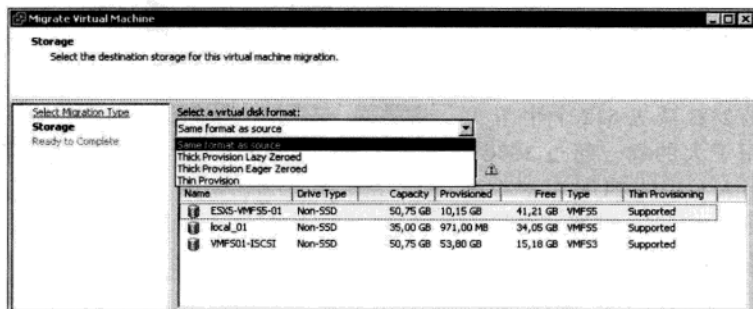 Migrate Virtual Machine
Storage
Select the destination storage for this virtual machine migration.
Select Migration Type
Storage
Ready to Complete
Select a virtual disk format:
Same format as source
Same format as source
Thick Provision Lazy Zeroed
Thick Provision Eager Zeroed
Thin Provision
Name Drive Type Capacity Provisioned Free Type Thin Provisioning
ESX5-VMFS5-01 Non-SSD 50,75 GB 10,15 GB 41,21 GB VMFS5 Supported
local_01 Non-SSD 35,00 GB 971,00 MB 34,05 GB VMFS5 Supported
VMFS01-ISCSI Non-SSD 50,75 GB 53,80 GB 15,18 GB VMFS3 Supported